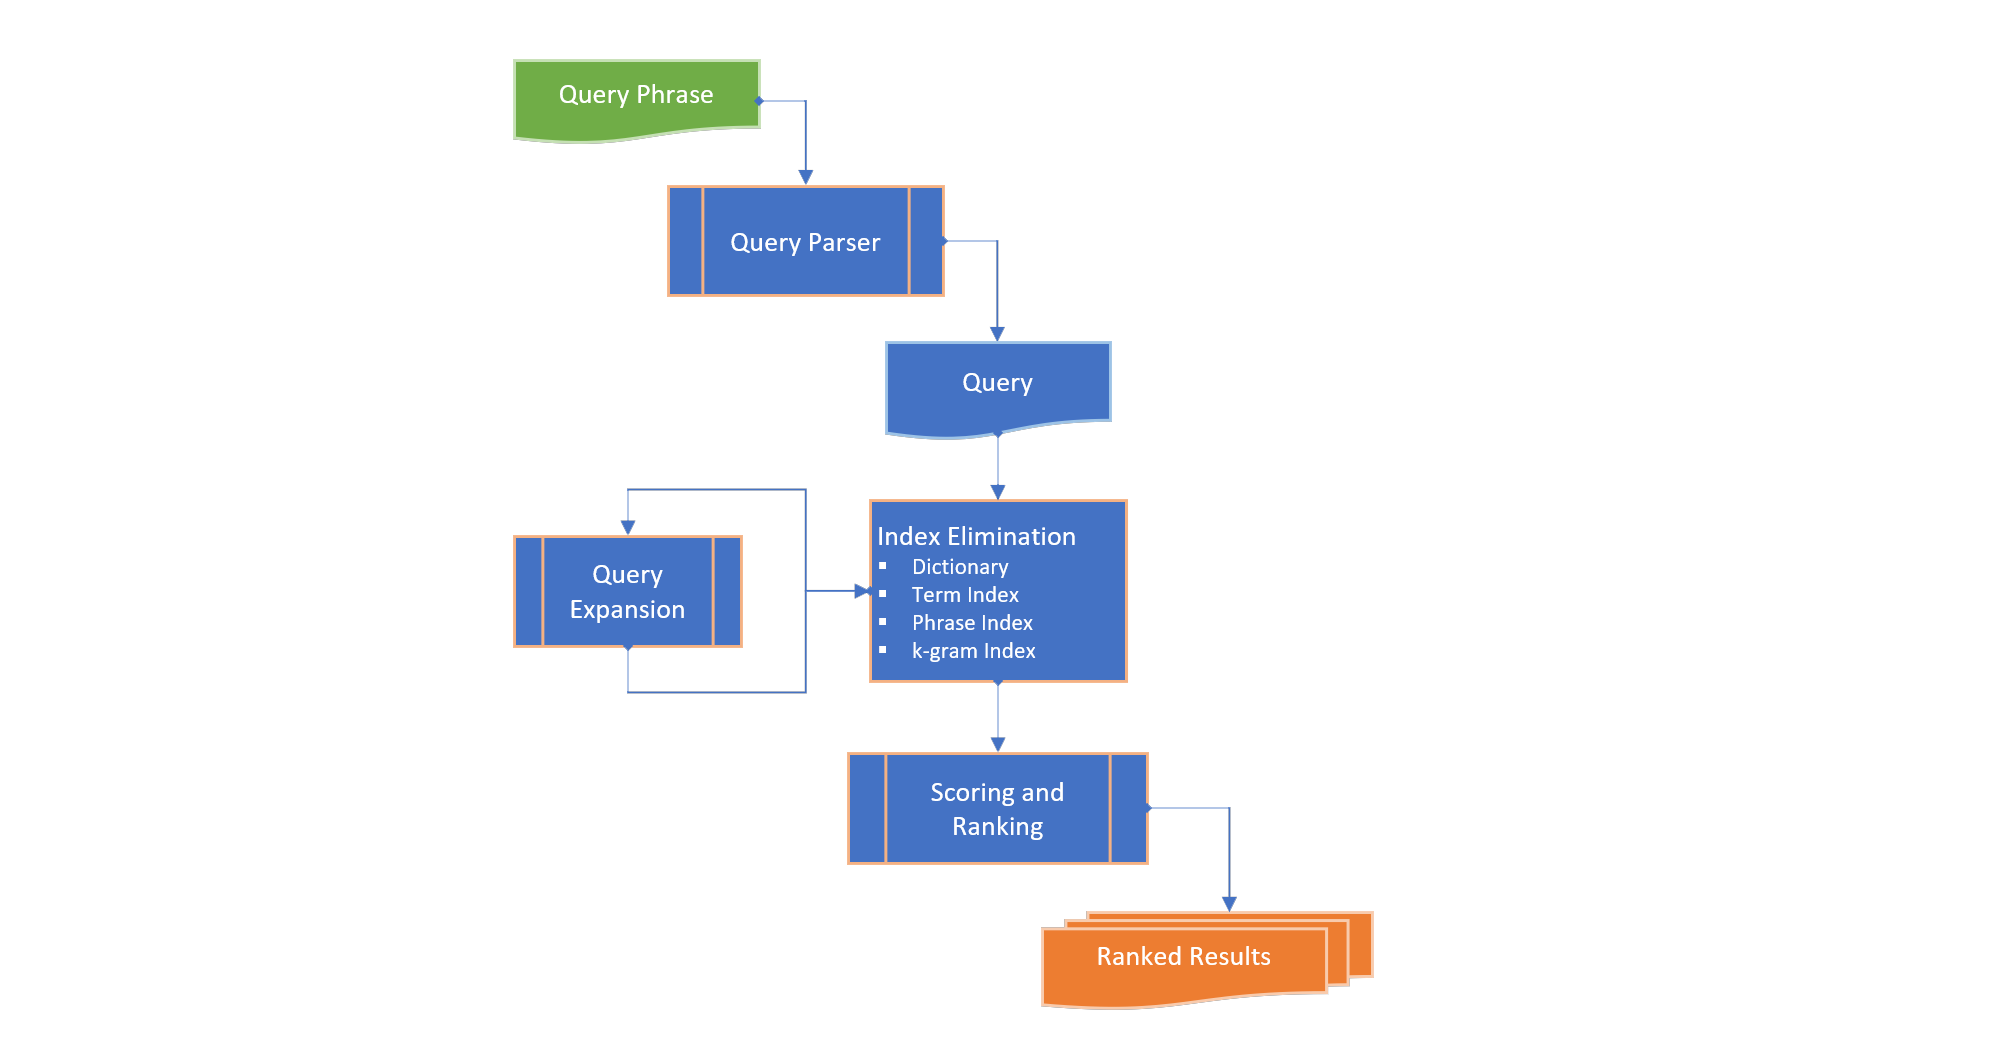 Query Phrase
Query Parser
Query
Query
Expansion
Index Elimination
▪ Dictionary
▪ Term Index
▪ Phrase Index
▪ k-gram Index
Scoring and
Ranking
Ranked Results